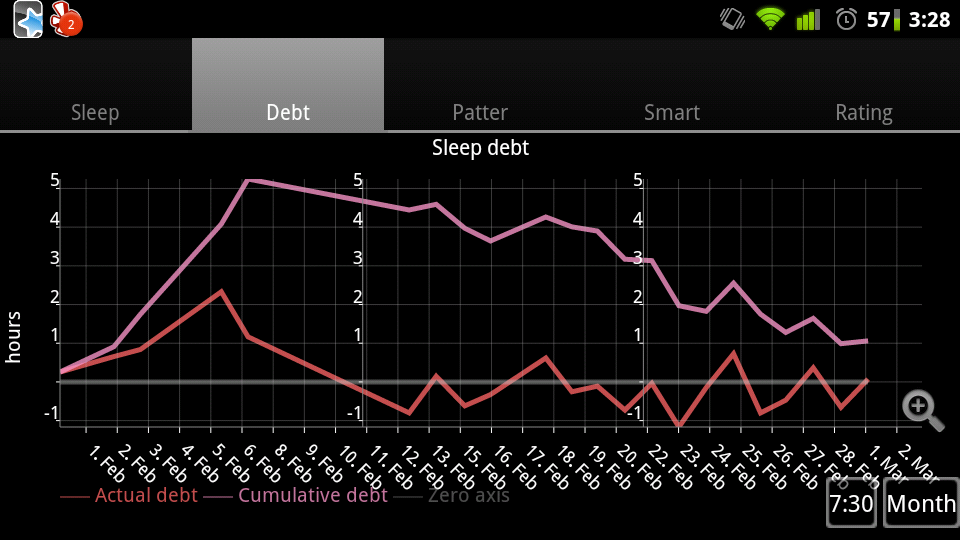 2 57 3:28
Sleep Debt Patter Smart Rating
Sleep debt
5 5 5
4 4 4
3 3 3
2 2 2
1 1 1
-1 -1 -1
hours
1. Feb 2. Feb 3. Feb 4. Feb 5. Feb 6. Feb 8. Feb 9. Feb 10. Feb 11. Feb 12. Feb 13. Feb 15. Feb 16. Feb 17. Feb 18. Feb 19. Feb 20. Feb 22. Feb 23. Feb 24. Feb 25. Feb 26. Feb 27. Feb 28. Feb 1. Mar 2. Mar
Actual debt Cumulative debt Zero axis
7:30 Month